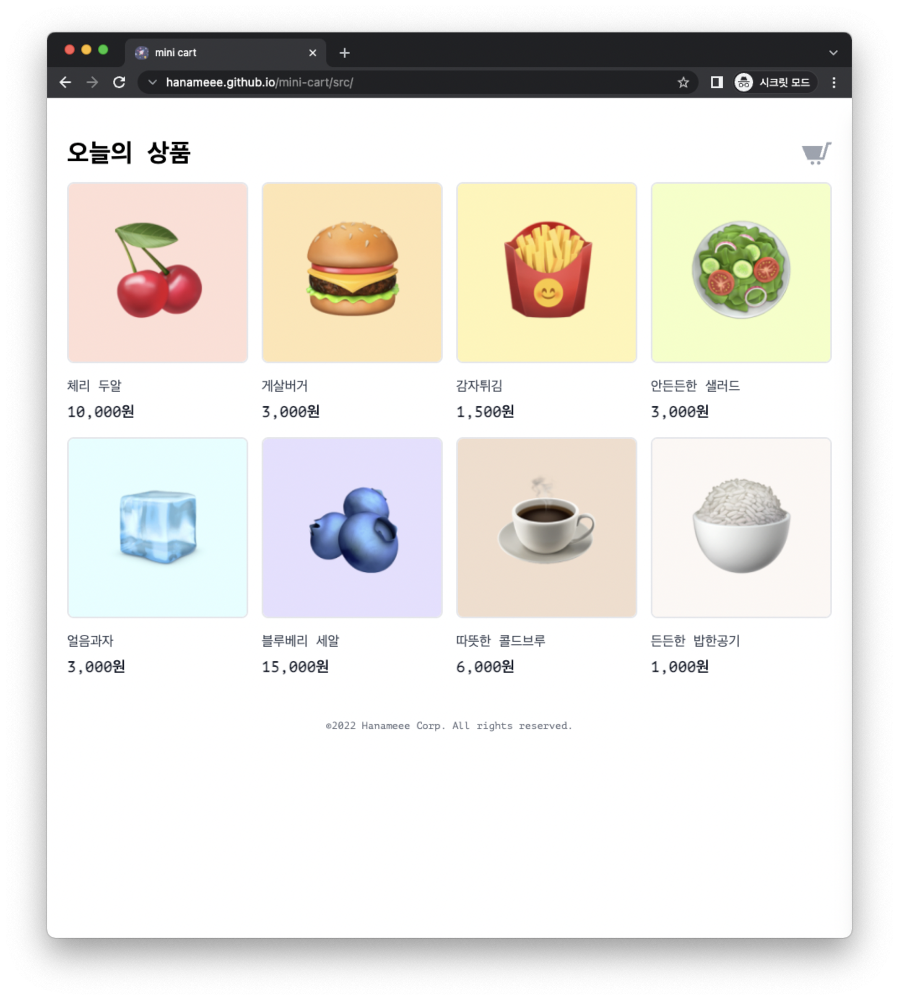 mini cart
hanameee.github.io/mini-cart/src/
시크릿 모드
오늘의 상품
체리 두알
10,000원
게살버거
3,000원
감자튀김
1,500원
안든든한 샐러드
3,000원
얼음과자
3,000원
블루베리 세알
15,000원
따뜻한 콜드브루
6,000원
든든한 밥한공기
1,000원
©2022 Hanameee Corp. All rights reserved.